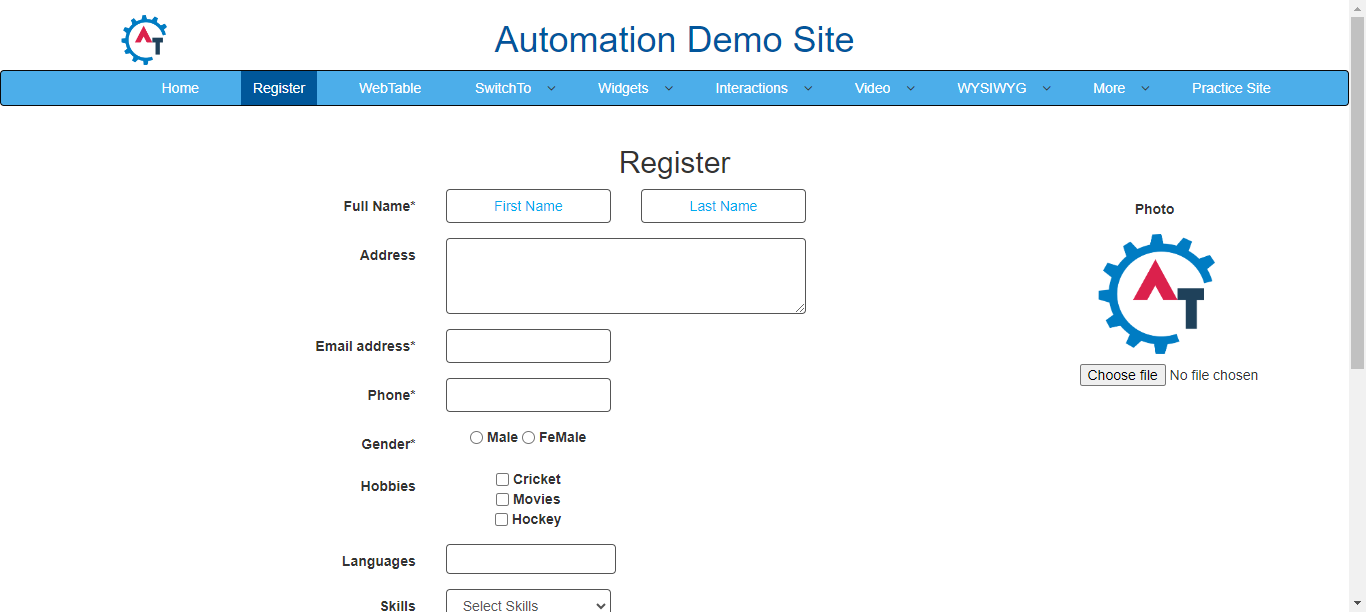 AT
Automation Demo Site
Home Register WebTable SwitchTo Widgets Interactions Video WYSIWYG More Practice Site
Register
Full Name* First Name Last Name
Photo
Address
AT
Email address*
Choose file No file chosen
Phone*
Gender* Male FeMale
Hobbies Cricket
Movies
Hockey
Languages
Skills Select Skills